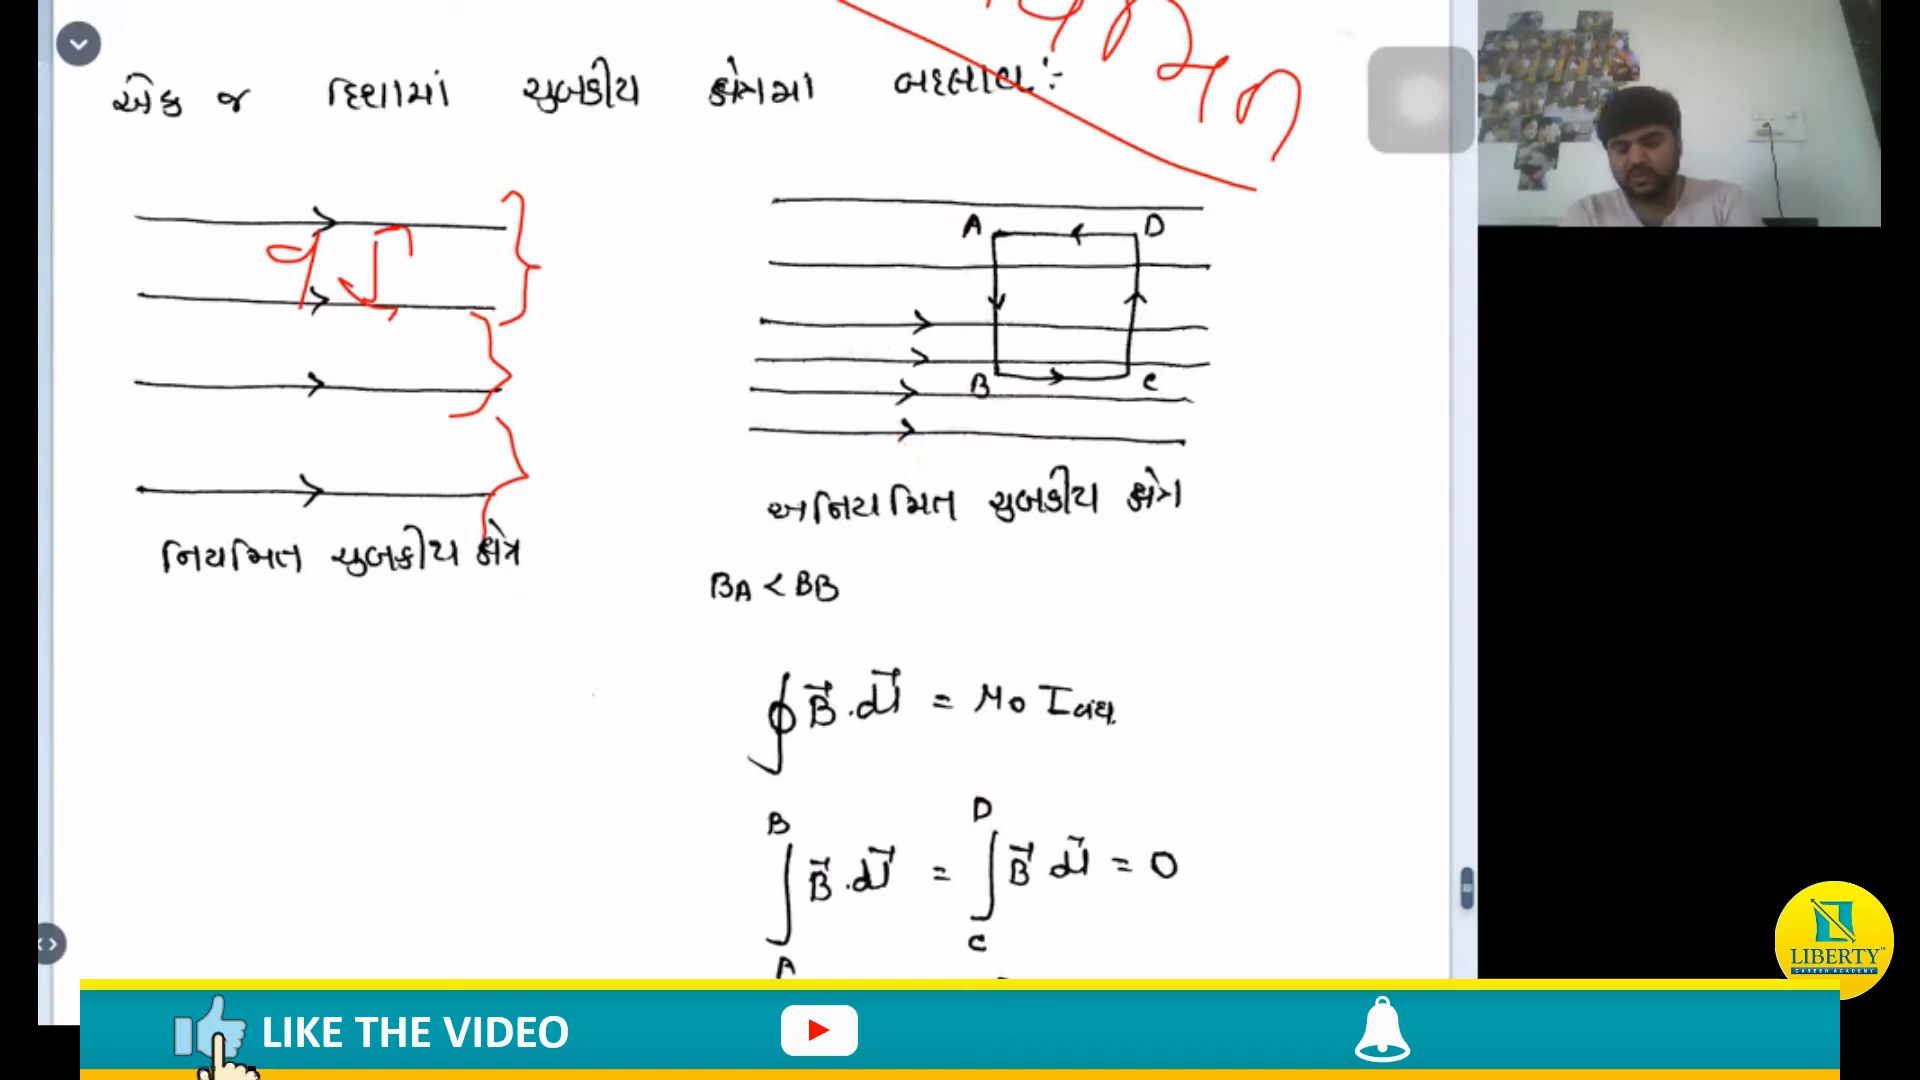 એક જ દિશામાં ચુંબકીય ક્ષેત્રમાં બદલાવ :-
A D
B C
અનિયમિત ચુબકીય ક્ષેત્ર
નિયમિત ચુબકીય ક્ષેત્ર
BA < BB
∮ B⃗ . dl⃗ = μ0 I
B D
∫ B⃗ . dl⃗ = ∫ B⃗ dl⃗ = 0
A C
LIBERTY™
CAREER ACADEMY
LIKE THE VIDEO